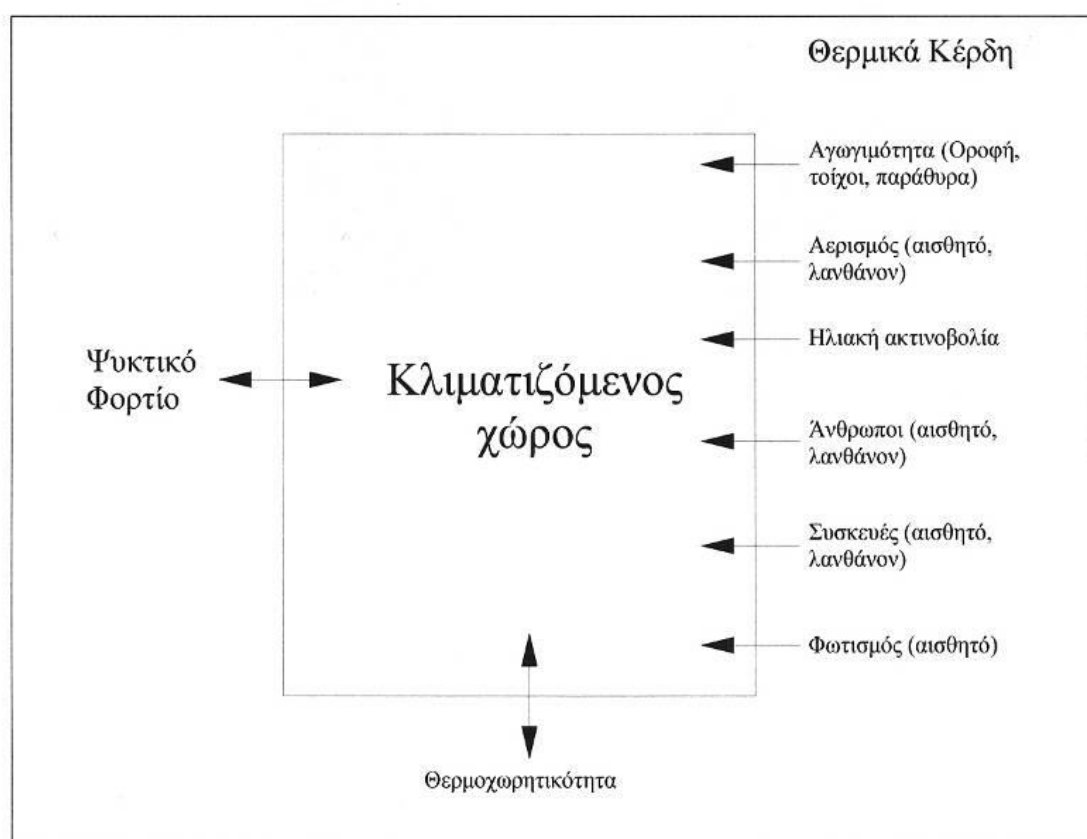 Θερμικά Κέρδη
Αγωγιμότητα (Οροφή,
τοίχοι, παράθυρα)
Αερισμός (αισθητό,
λανθάνον)
Ηλιακή ακτινοβολία
Ψυκτικό
Φορτίο
Κλιματιζόμενος
χώρος
Άνθρωποι (αισθητό,
λανθάνον)
Συσκευές (αισθητό,
λανθάνον)
Φωτισμός (αισθητό)
Θερμοχωρητικότητα